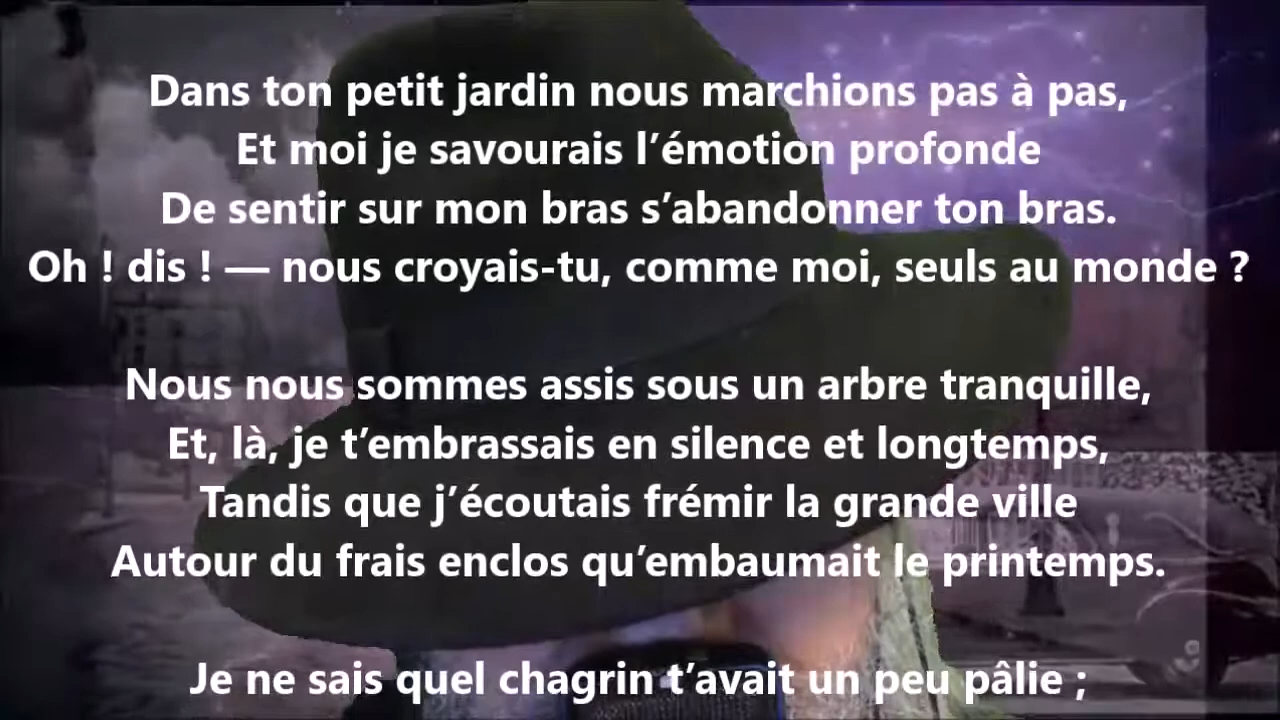 Dans ton petit jardin nous marchions pas à pas,
Et moi je savourais l’émotion profonde
De sentir sur mon bras s’abandonner ton bras.
Oh ! dis ! — nous croyais-tu, comme moi, seuls au monde ?
Nous nous sommes assis sous un arbre tranquille,
Et, là, je t’embrassais en silence et longtemps,
Tandis que j’écoutais frémir la grande ville
Autour du frais enclos qu’embaumait le printemps.
Je ne sais quel chagrin t’avait un peu pâlie ;